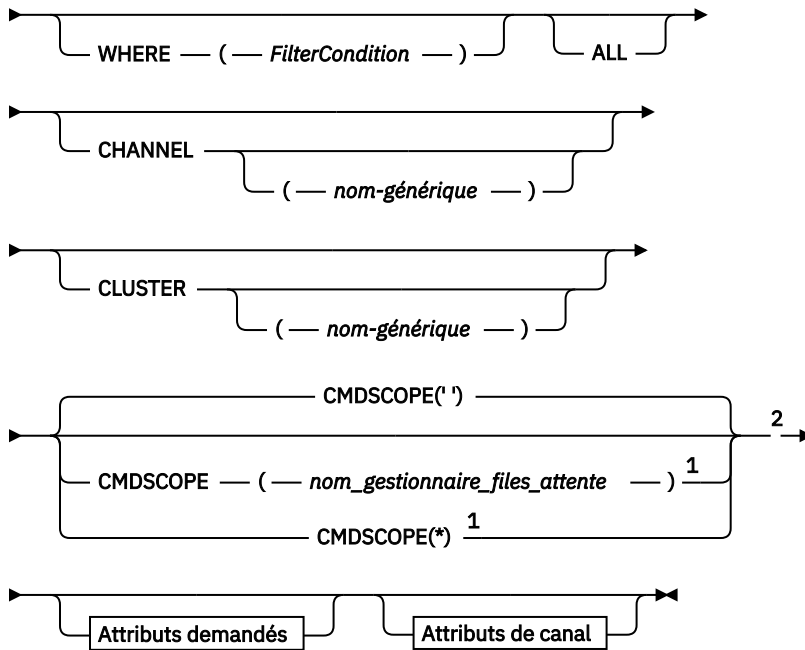 WHERE ( FilterCondition ) ALL
CHANNEL
( nom-générique )
CLUSTER
( nom-générique )
CMDSCOPE(' ')
2
CMDSCOPE ( nom_gestionnaire_files_attente ) 1
CMDSCOPE(*) 1
Attributs demandés Attributs de canal